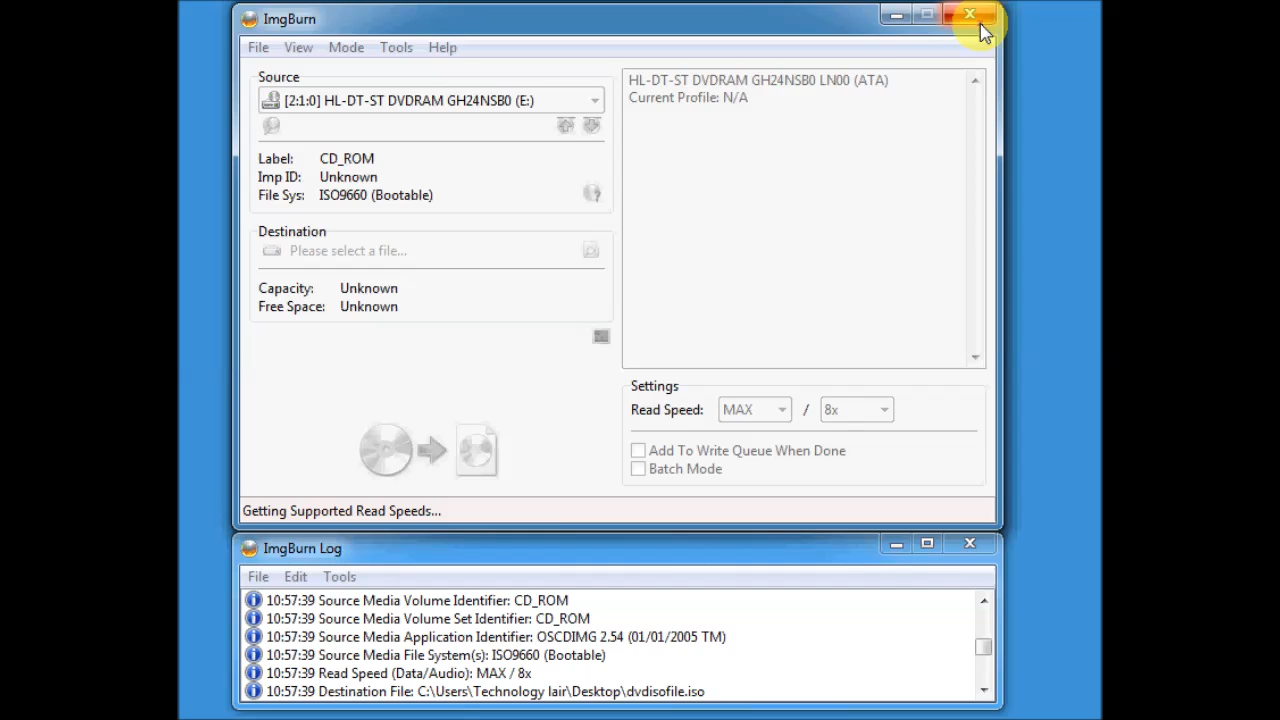 ImgBurn
File View Mode Tools Help
Source
[2:1:0] HL-DT-ST DVDRAM GH24NSB0 (E:)
Label: CD_ROM
Imp ID: Unknown
File Sys: ISO9660 (Bootable)
Destination
Please select a file...
Capacity: Unknown
Free Space: Unknown
HL-DT-ST DVDRAM GH24NSB0 LN00 (ATA)
Current Profile: N/A
Settings
Read Speed: MAX / 8x
Add To Write Queue When Done
Batch Mode
Getting Supported Read Speeds...
ImgBurn Log
File Edit Tools
10:57:39 Source Media Volume Identifier: CD_ROM
10:57:39 Source Media Volume Set Identifier: CD_ROM
10:57:39 Source Media Application Identifier: OSCDIMG 2.54 (01/01/2005 TM)
10:57:39 Source Media File System(s): ISO9660 (Bootable)
10:57:39 Read Speed (Data/Audio): MAX / 8x
10:57:39 Destination File: C:\Users\Technology lair\Desktop\dvdisofile.iso